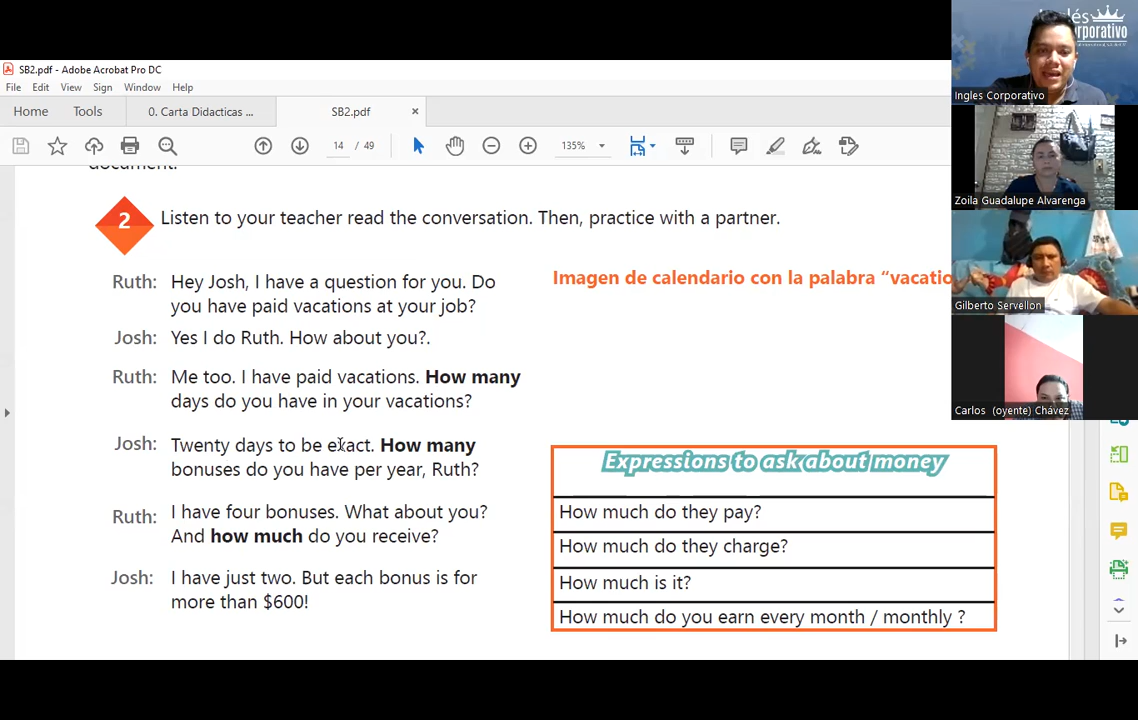 SB2.pdf - Adobe Acrobat Pro DC
File Edit View Sign Window Help
Home Tools 0. Carta Didacticas ... SB2.pdf ×
14 / 49 135%
document.
2 Listen to your teacher read the conversation. Then, practice with a partner.
Ruth: Hey Josh, I have a question for you. Do
you have paid vacations at your job?
Josh: Yes I do Ruth. How about you?.
Ruth: Me too. I have paid vacations. How many
days do you have in your vacations?
Josh: Twenty days to be exact. How many
bonuses do you have per year, Ruth?
Ruth: I have four bonuses. What about you?
And how much do you receive?
Josh: I have just two. But each bonus is for
more than $600!
Imagen de calendario con la palabra “vacatio
Expressions to ask about money
How much do they pay?
How much do they charge?
How much is it?
How much do you earn every month / monthly ?
Inglés
Corporativo
Ingles Corporativo
Zoila Guadalupe Alvarenga
Gilberto Servellon
Carlos (oyente) Chávez